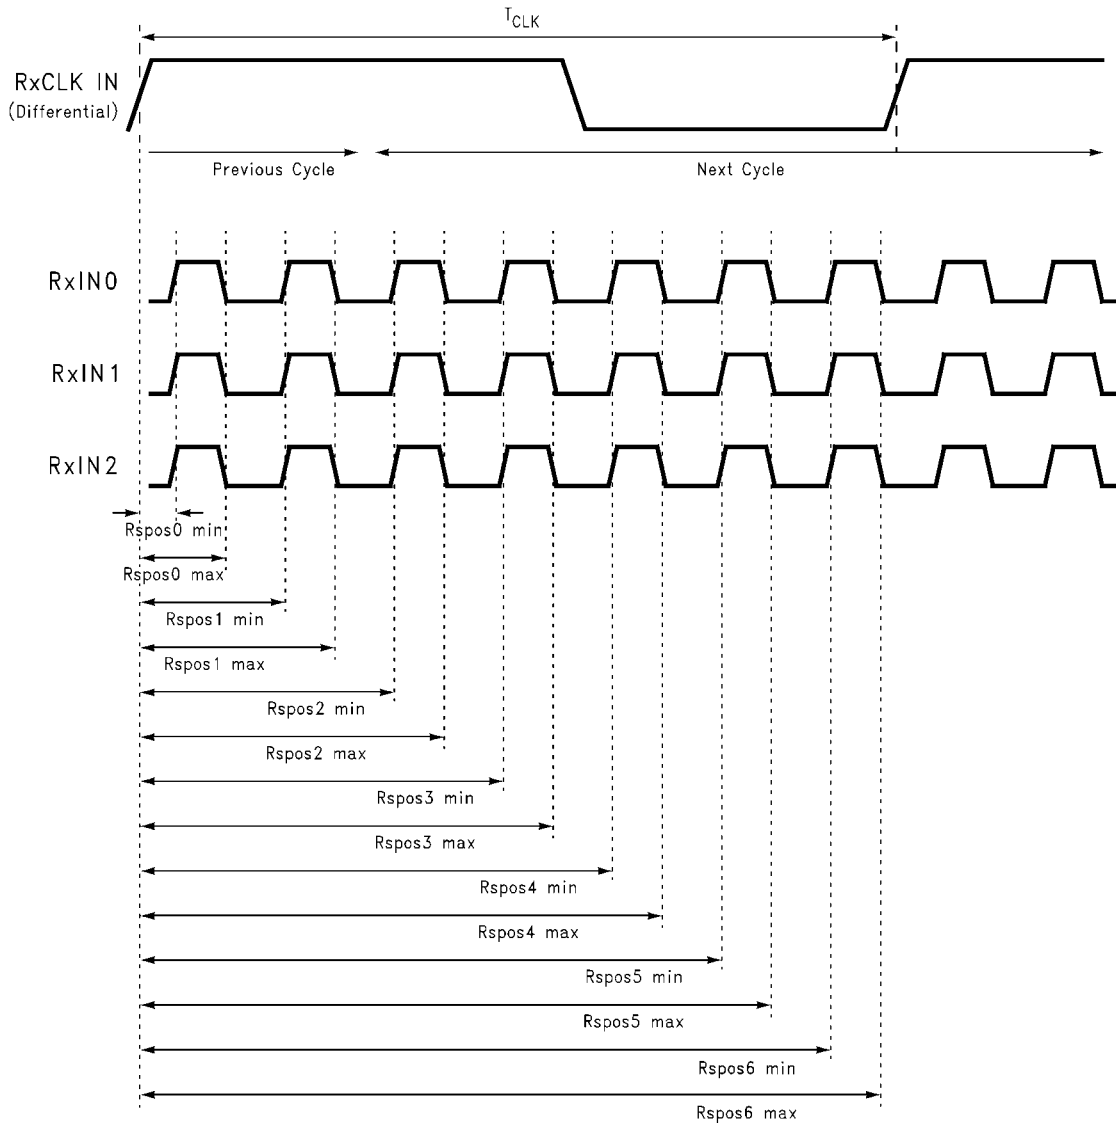 TCLK
RxCLK IN
(Differential)
Previous Cycle
Next Cycle
RxIN0
RxIN1
RxIN2
Rspos0 min
Rspos0 max
Rspos1 min
Rspos1 max
Rspos2 min
Rspos2 max
Rspos3 min
Rspos3 max
Rspos4 min
Rspos4 max
Rspos5 min
Rspos5 max
Rspos6 min
Rspos6 max